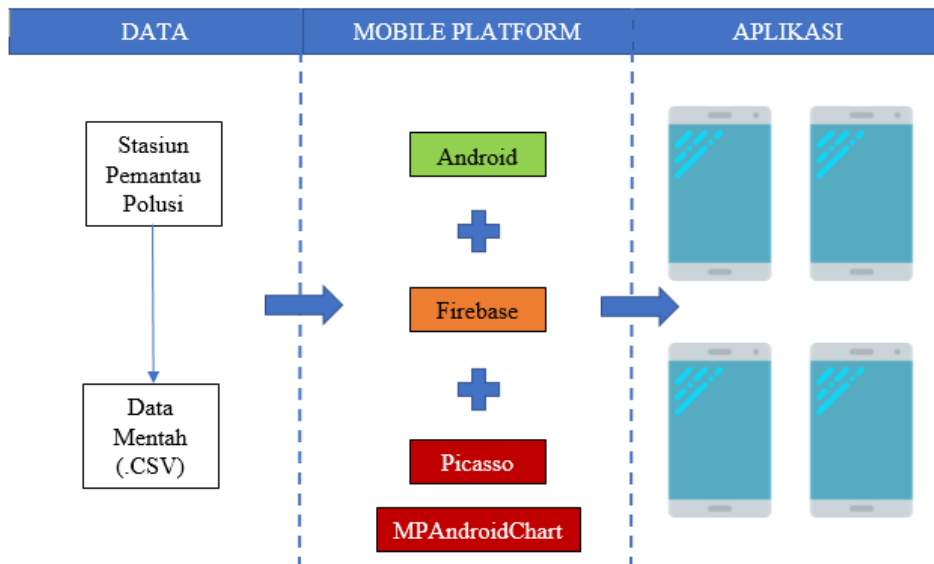 DATA
MOBILE PLATFORM
APLIKASI
Stasiun
Pemantau
Polusi
Data
Mentah
(.CSV)
Android
Firebase
Picasso
MPAndroidChart